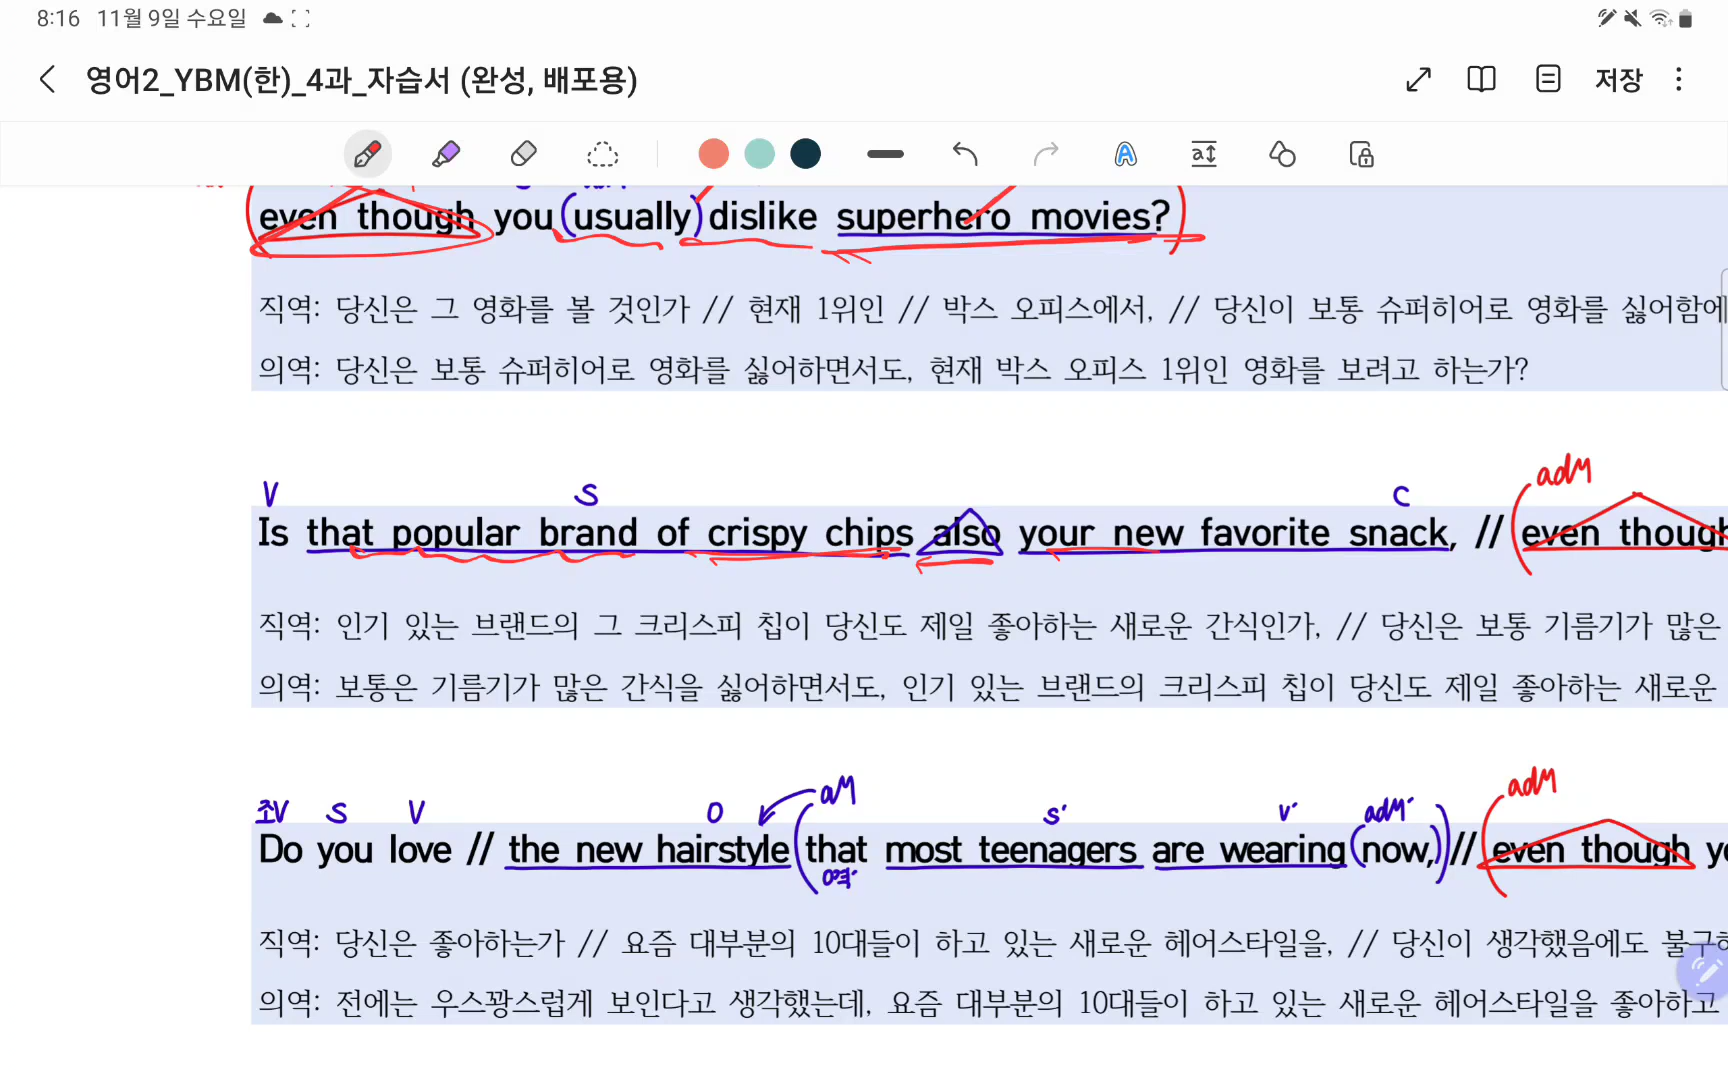 8:16 11월 9일 수요일
영어2_YBM(한)_4과_자습서 (완성, 배포용)
저장
even though you (usually) dislike superhero movies?)
직역: 당신은 그 영화를 볼 것인가 // 현재 1위인 // 박스 오피스에서, // 당신이 보통 슈퍼히어로 영화를 싫어함에
의역: 당신은 보통 슈퍼히어로 영화를 싫어하면서도, 현재 박스 오피스 1위인 영화를 보려고 하는가?
V S C adM
Is that popular brand of crispy chips also your new favorite snack, // (even though
직역: 인기 있는 브랜드의 그 크리스피 칩이 당신도 제일 좋아하는 새로운 간식인가, // 당신은 보통 기름기가 많은
의역: 보통은 기름기가 많은 간식을 싫어하면서도, 인기 있는 브랜드의 크리스피 칩이 당신도 제일 좋아하는 새로운
조V S V O aM S' V' adM' adM
Do you love // the new hairstyle (that most teenagers are wearing (now,)) // (even though
O역'
직역: 당신은 좋아하는가 // 요즘 대부분의 10대들이 하고 있는 새로운 헤어스타일을, // 당신이 생각했음에도 불구하
의역: 전에는 우스꽝스럽게 보인다고 생각했는데, 요즘 대부분의 10대들이 하고 있는 새로운 헤어스타일을 좋아하고